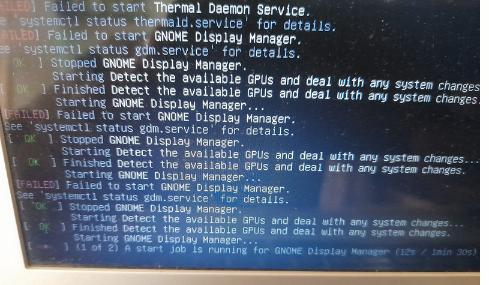 AILED] Failed to start Thermal Daemon Service.
e 'systemctl status thermald.service' for details.
AILED] Failed to start GNOME Display Manager.
ee 'systemctl status gdm.service' for details.
OK ] Stopped GNOME Display Manager.
Starting Detect the available GPUs and deal with any system changes
[ OK ] Finished Detect the available GPUs and deal with any system changes.
Starting GNOME Display Manager...
[FAILED] Failed to start GNOME Display Manager.
See 'systemctl status gdm.service' for details.
[ OK ] Stopped GNOME Display Manager.
Starting Detect the available GPUs and deal with any system changes...
[ OK ] Finished Detect the available GPUs and deal with any system changes.
Starting GNOME Display Manager...
[FAILED] Failed to start GNOME Display Manager.
See 'systemctl status gdm.service' for details.
[ OK ] Stopped GNOME Display Manager.
Starting Detect the available GPUs and deal with any system changes...
[ OK ] Finished Detect the available GPUs and deal with any system changes.
Starting GNOME Display Manager...
[ ] (1 of 2) A start job is running for GNOME Display Manager (12s / 1min 30s)